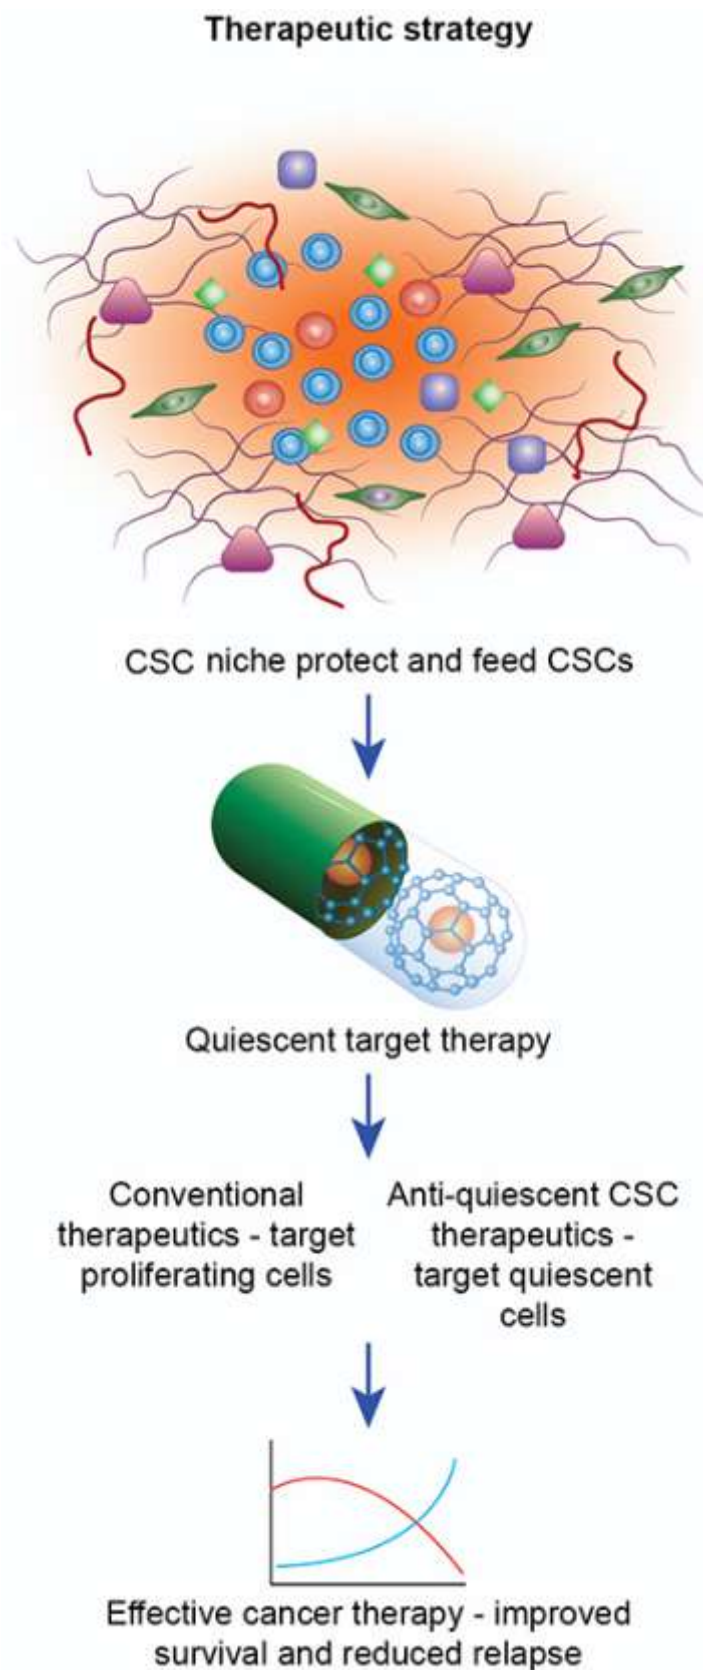 Therapeutic strategy
CSC niche protect and feed CSCs
Quiescent target therapy
Conventional
therapeutics - target
proliferating cells
Anti-quiescent CSC
therapeutics -
target quiescent
cells
Effective cancer therapy - improved
survival and reduced relapse